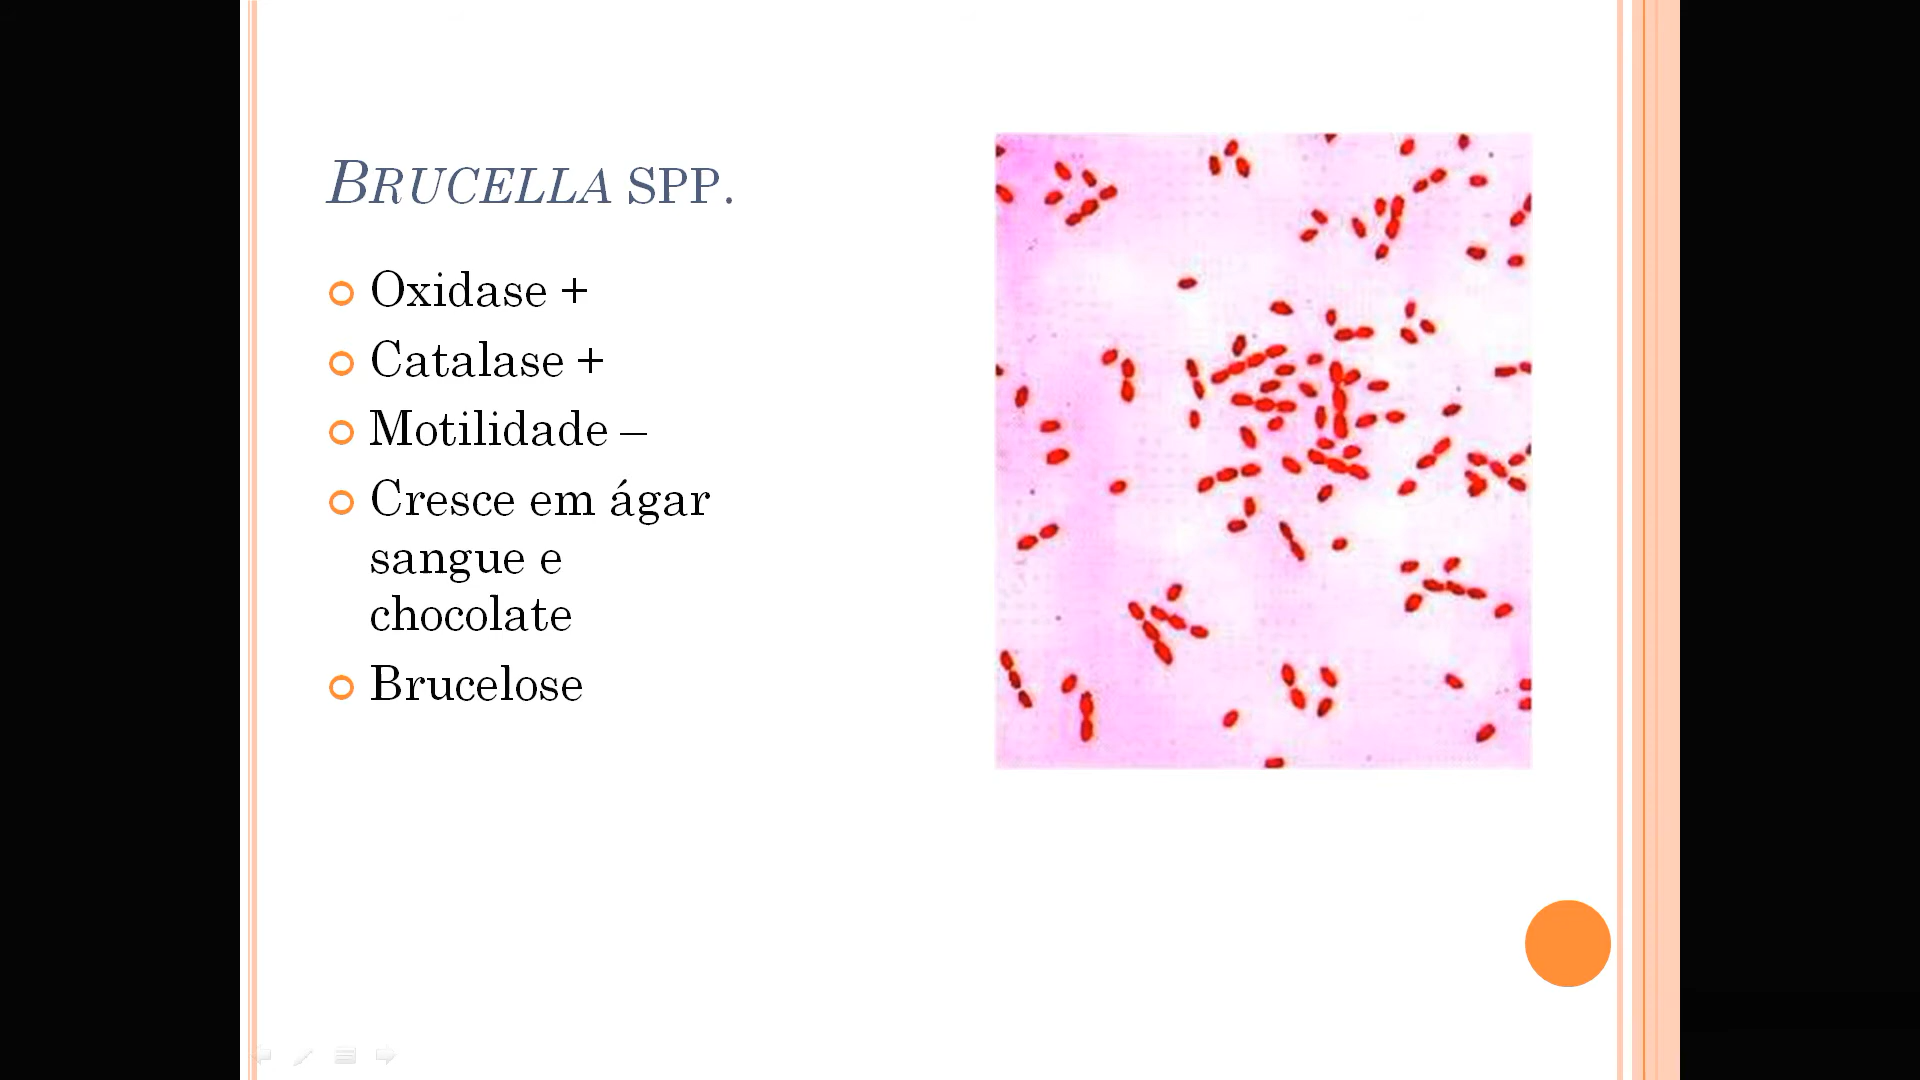 BRUCELLA SPP.
Oxidase +
Catalase +
Motilidade –
Cresce em ágar
sangue e
chocolate
Brucelose